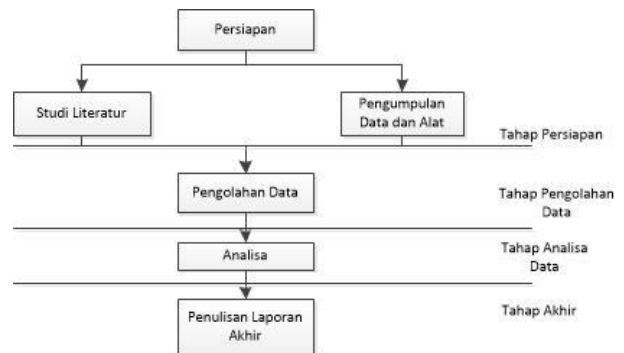 Persiapan
Studi Literatur
Pengumpulan
Data dan Alat
Tahap Persiapan
Pengolahan Data
Tahap Pengolahan
Data
Analisa
Tahap Analisa
Data
Penulisan Laporan
Akhir
Tahap Akhir